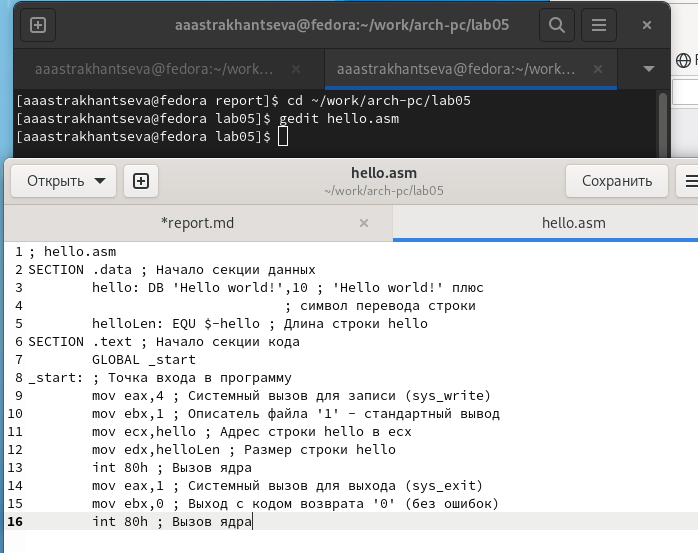 aaastrakhantseva@fedora:~/work/arch-pc/lab05
aaastrakhantseva@fedora:~/work...
aaastrakhantseva@fedora:~/work...
[aaastrakhantseva@fedora report]$ cd ~/work/arch-pc/lab05
[aaastrakhantseva@fedora lab05]$ gedit hello.asm
[aaastrakhantseva@fedora lab05]$
Открыть
hello.asm
~/work/arch-pc/lab05
Сохранить
*report.md
hello.asm
1 ; hello.asm
2 SECTION .data ; Начало секции данных
3 hello: DB 'Hello world!',10 ; 'Hello world!' плюс
4 ; символ перевода строки
5 helloLen: EQU $-hello ; Длина строки hello
6 SECTION .text ; Начало секции кода
7 GLOBAL _start
8 _start: ; Точка входа в программу
9 mov eax,4 ; Системный вызов для записи (sys_write)
10 mov ebx,1 ; Описатель файла '1' - стандартный вывод
11 mov ecx,hello ; Адрес строки hello в ecx
12 mov edx,helloLen ; Размер строки hello
13 int 80h ; Вызов ядра
14 mov eax,1 ; Системный вызов для выхода (sys_exit)
15 mov ebx,0 ; Выход с кодом возврата '0' (без ошибок)
16 int 80h ; Вызов ядра